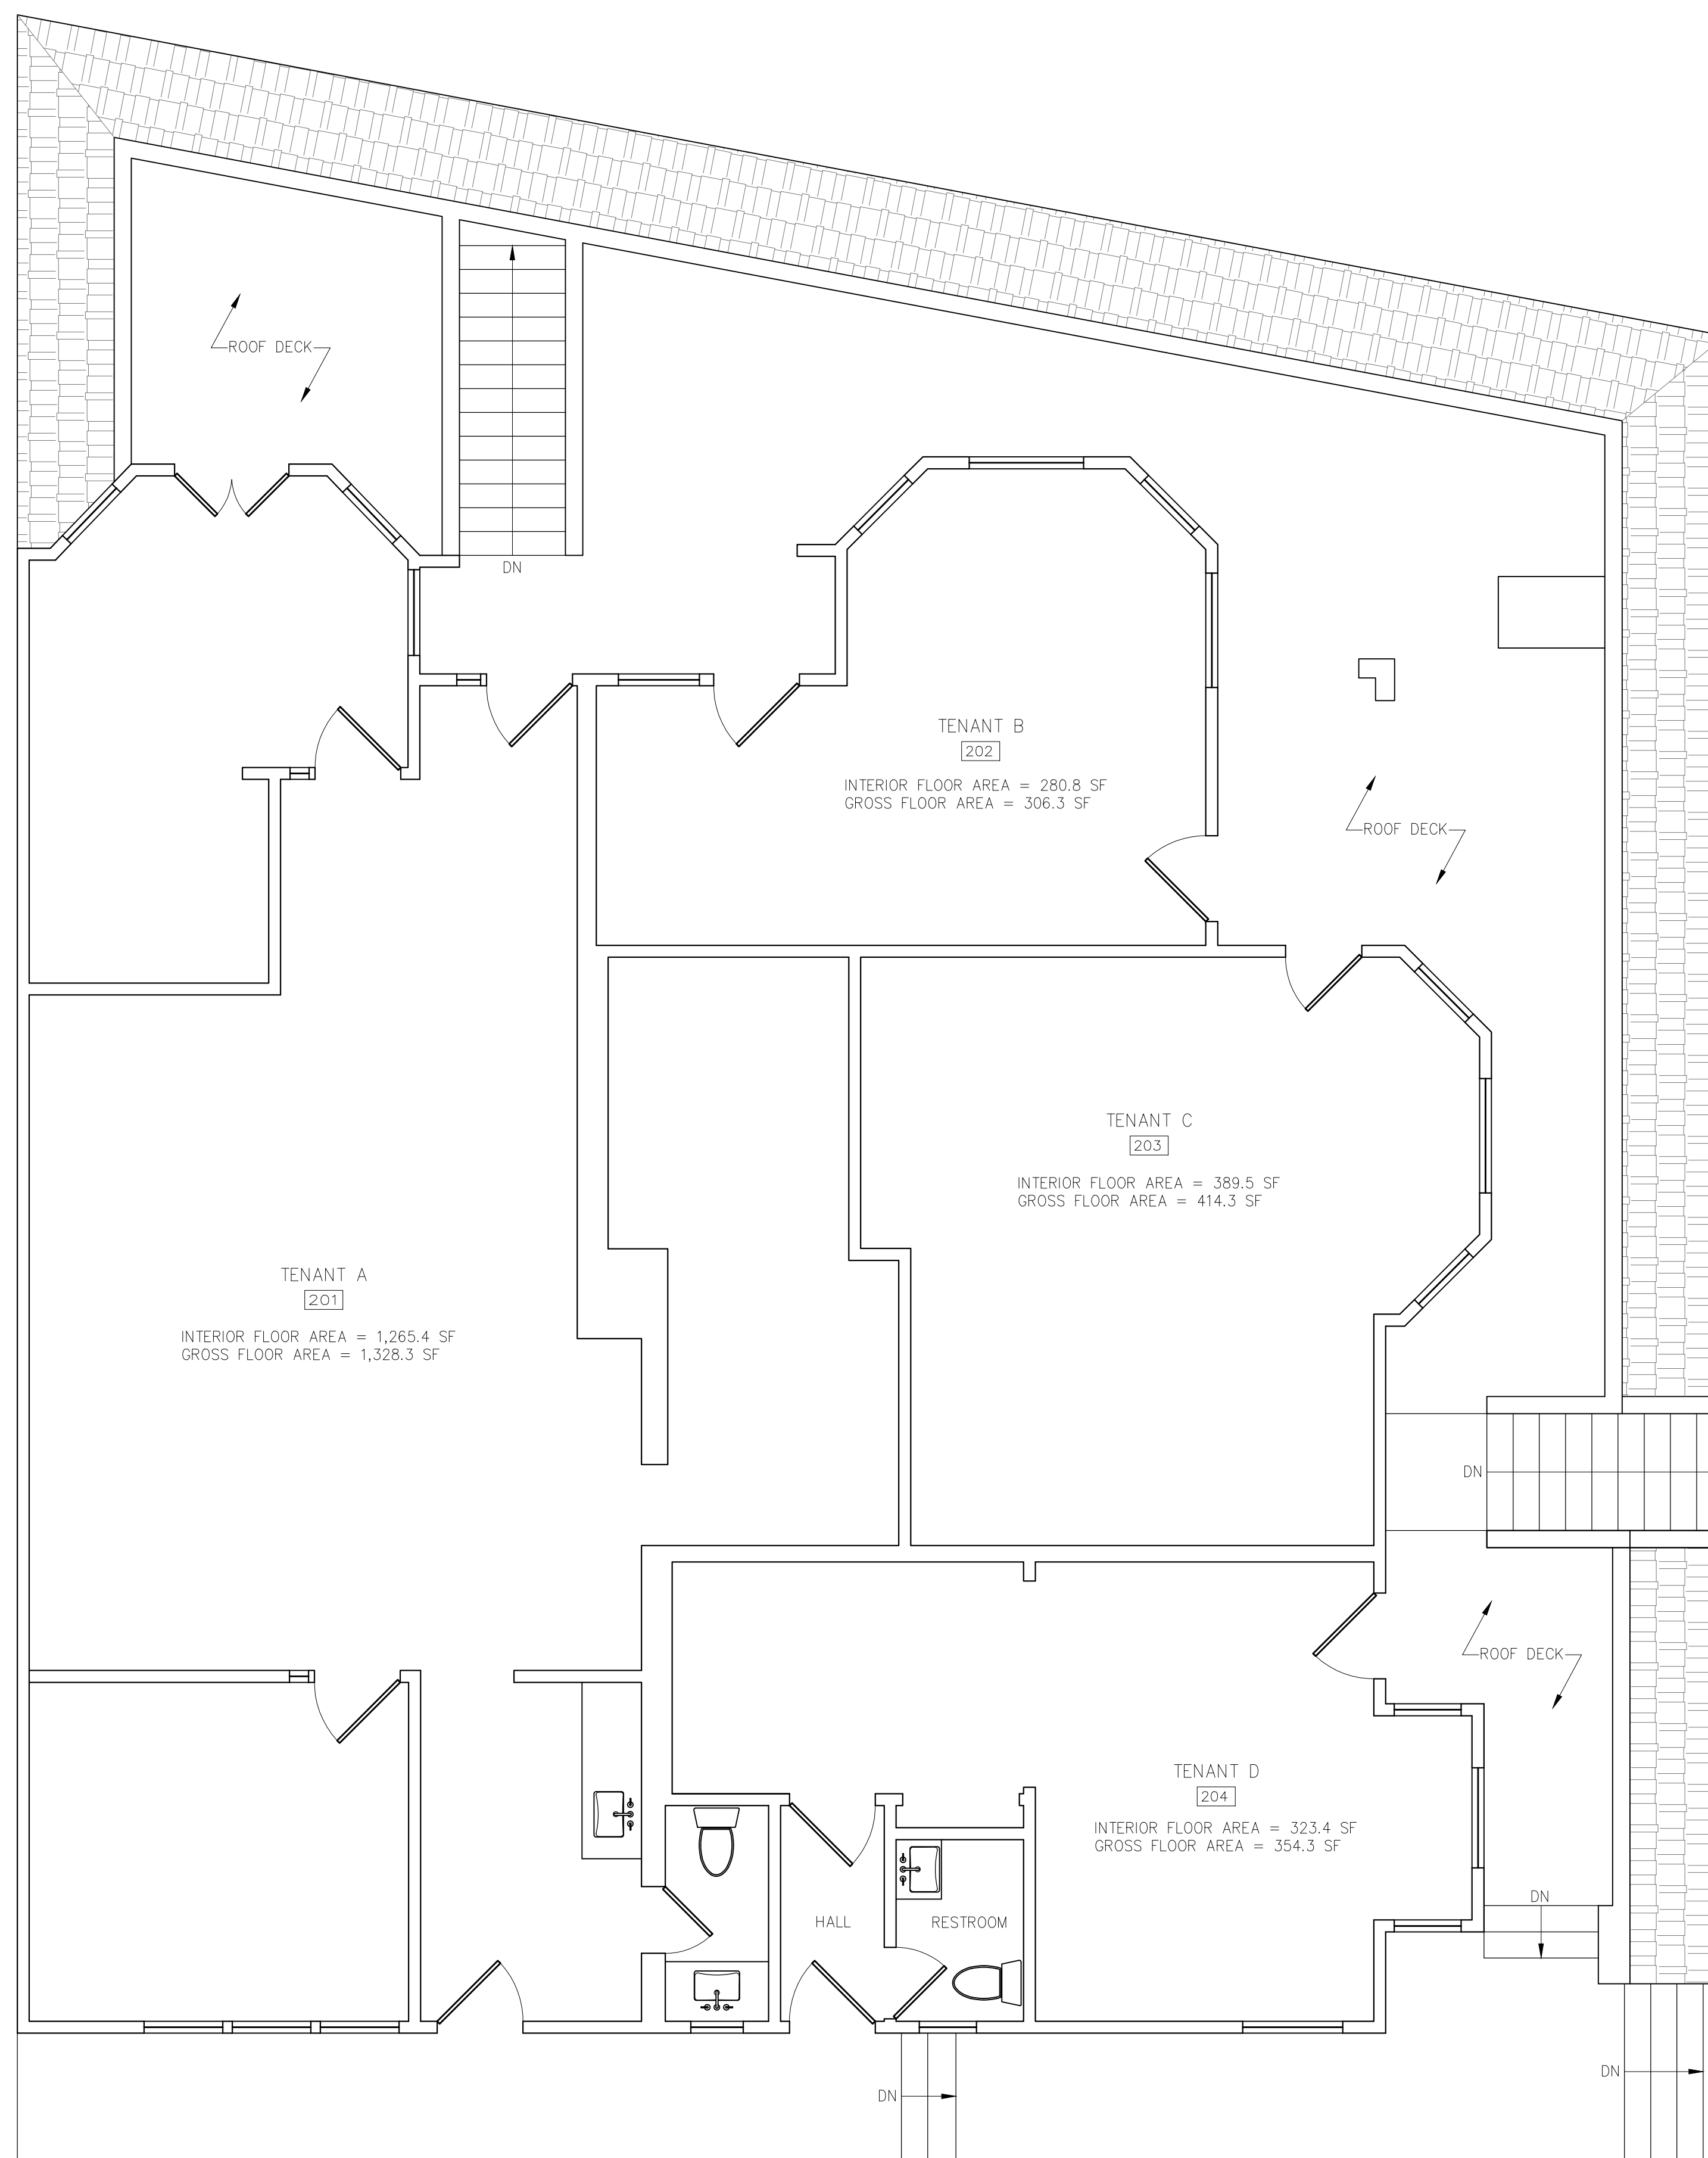 ROOF DECK
DN
TENANT B
202
INTERIOR FLOOR AREA = 280.8 SF
GROSS FLOOR AREA = 306.3 SF
ROOF DECK
TENANT C
203
INTERIOR FLOOR AREA = 389.5 SF
GROSS FLOOR AREA = 414.3 SF
TENANT A
201
INTERIOR FLOOR AREA = 1,265.4 SF
GROSS FLOOR AREA = 1,328.3 SF
DN
ROOF DECK
TENANT D
204
INTERIOR FLOOR AREA = 323.4 SF
GROSS FLOOR AREA = 354.3 SF
DN
HALL
RESTROOM
DN
DN